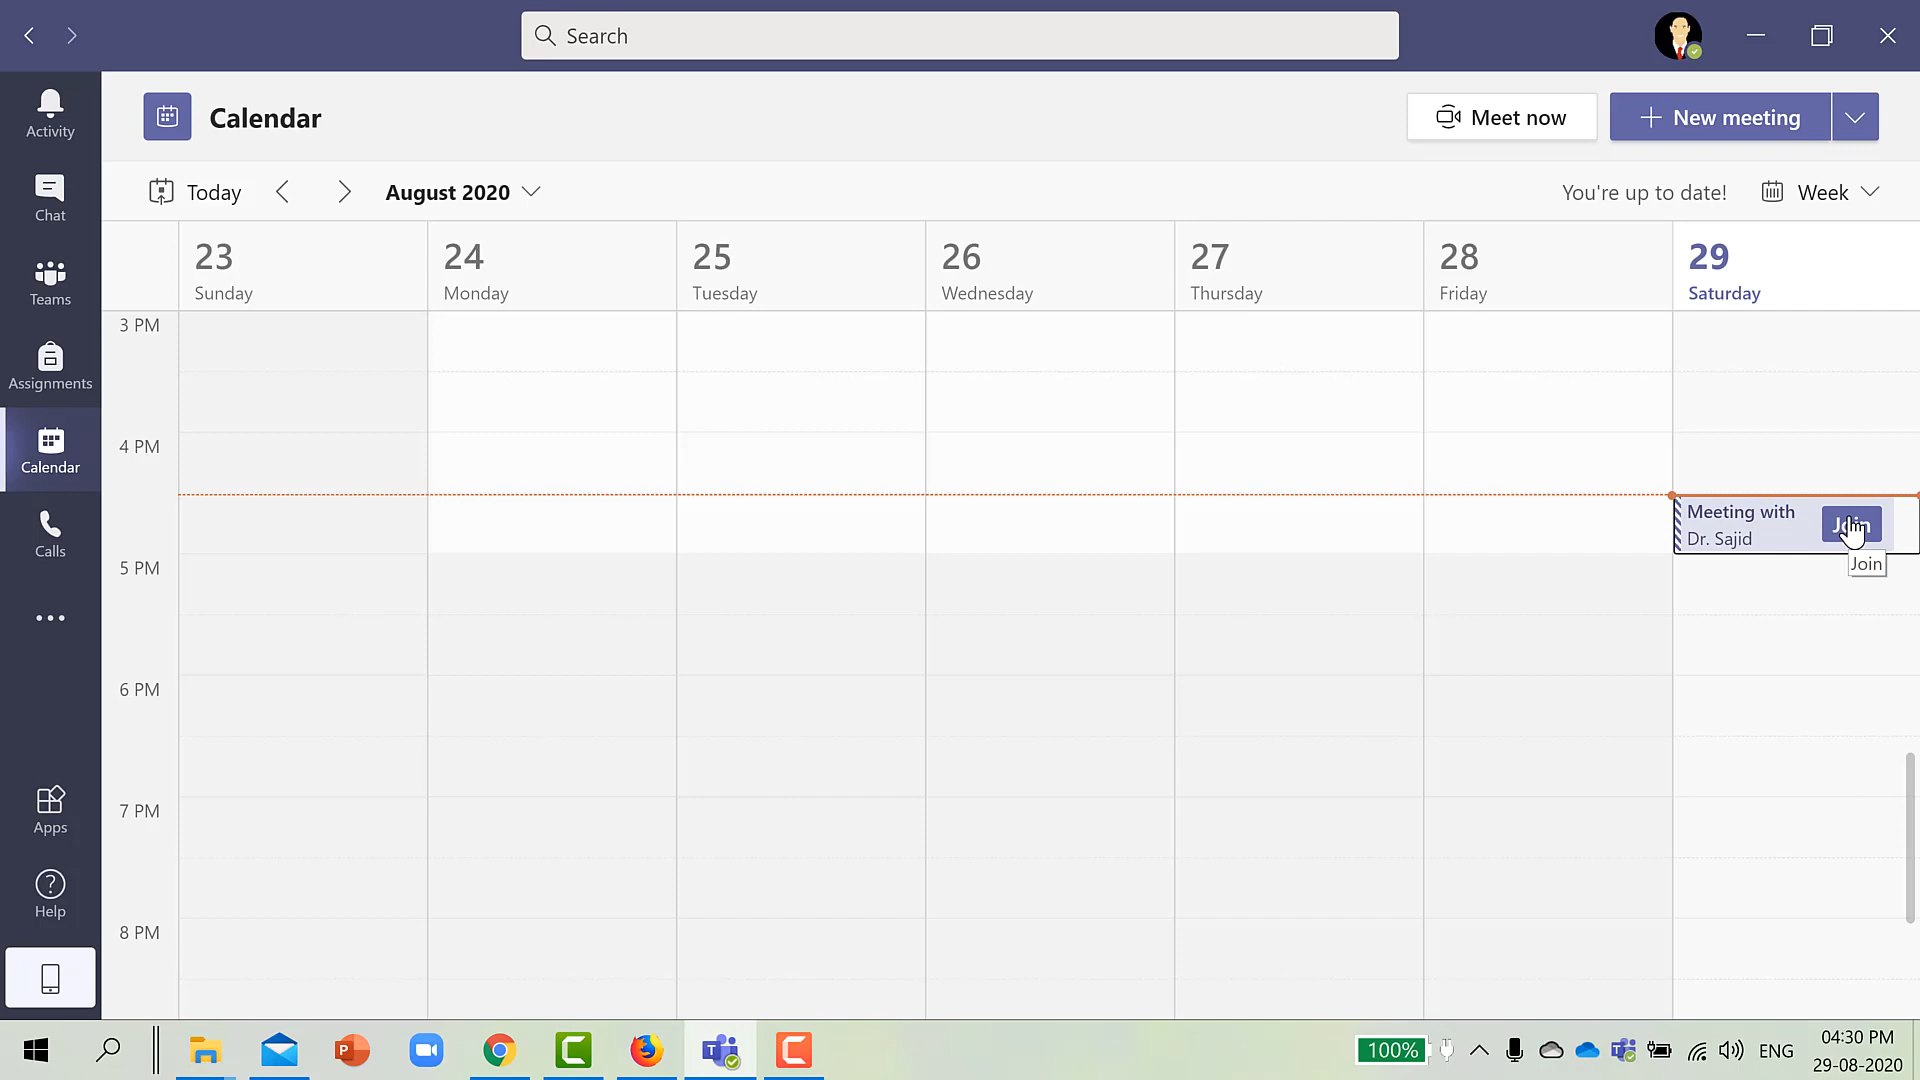 Search
Activity
Chat
Teams
Assignments
Calendar
Calls
Apps
Help
Calendar
Meet now
New meeting
Today
August 2020
You're up to date!
Week
23
Sunday
24
Monday
25
Tuesday
26
Wednesday
27
Thursday
28
Friday
29
Saturday
3 PM
4 PM
5 PM
6 PM
7 PM
8 PM
Meeting with
Dr. Sajid
Join
Join
100%
ENG
04:30 PM
29-08-2020